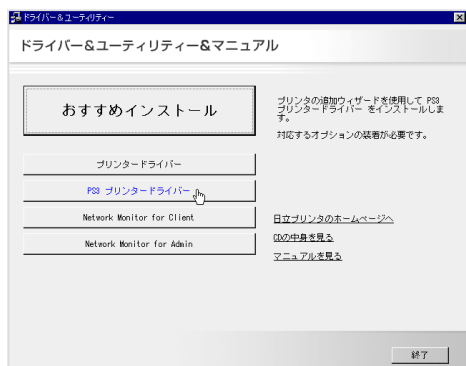 ドライバー＆ユーティリティー
ドライバー&ユーティリティー&マニュアル
おすすめインストール
プリンタの追加ウィザードを使用して PS3
プリンタードライバー をインストールしま
す。
対応するオプションの装着が必要です。
プリンタードライバー
PS3 プリンタードライバー
Network Monitor for Client
Network Monitor for Admin
日立プリンタのホームページへ
CDの中身を見る
マニュアルを見る
終了